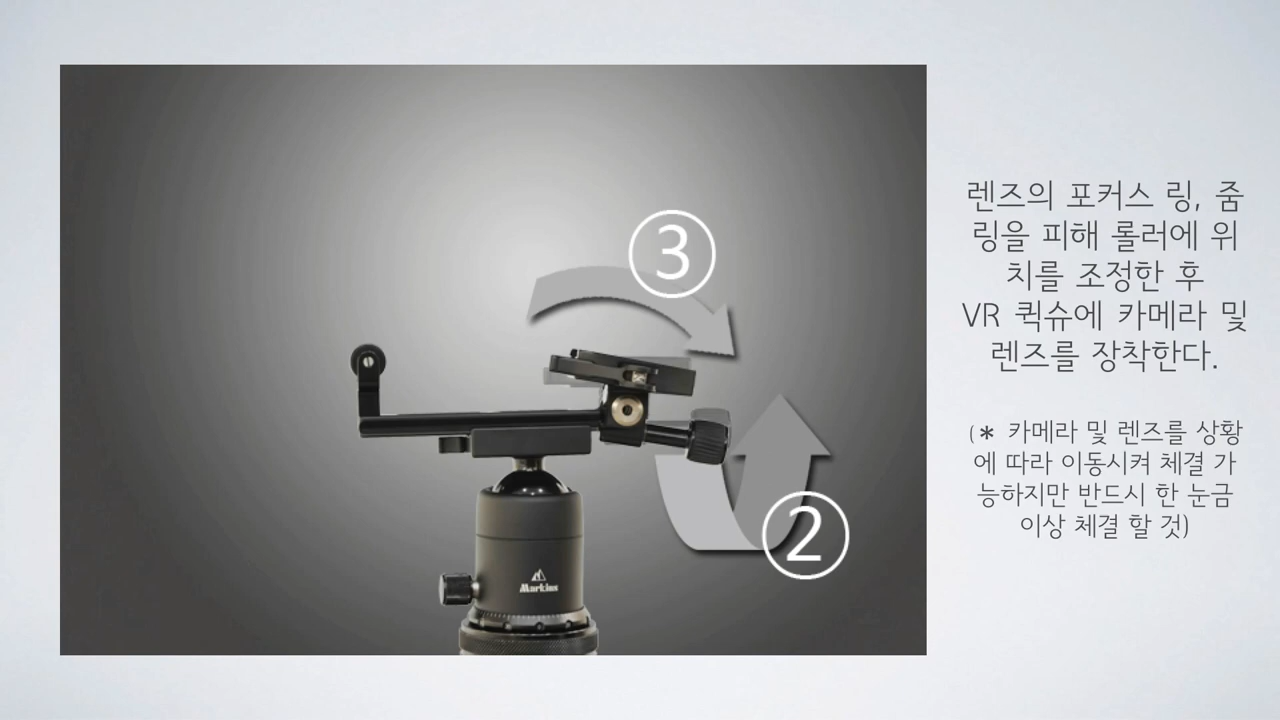 ③
②
Markins
렌즈의 포커스 링, 줌
링을 피해 롤러에 위
치를 조정한 후
VR 퀵슈에 카메라 및
렌즈를 장착한다.
(* 카메라 및 렌즈를 상황
에 따라 이동시켜 체결 가
능하지만 반드시 한 눈금
이상 체결 할 것)